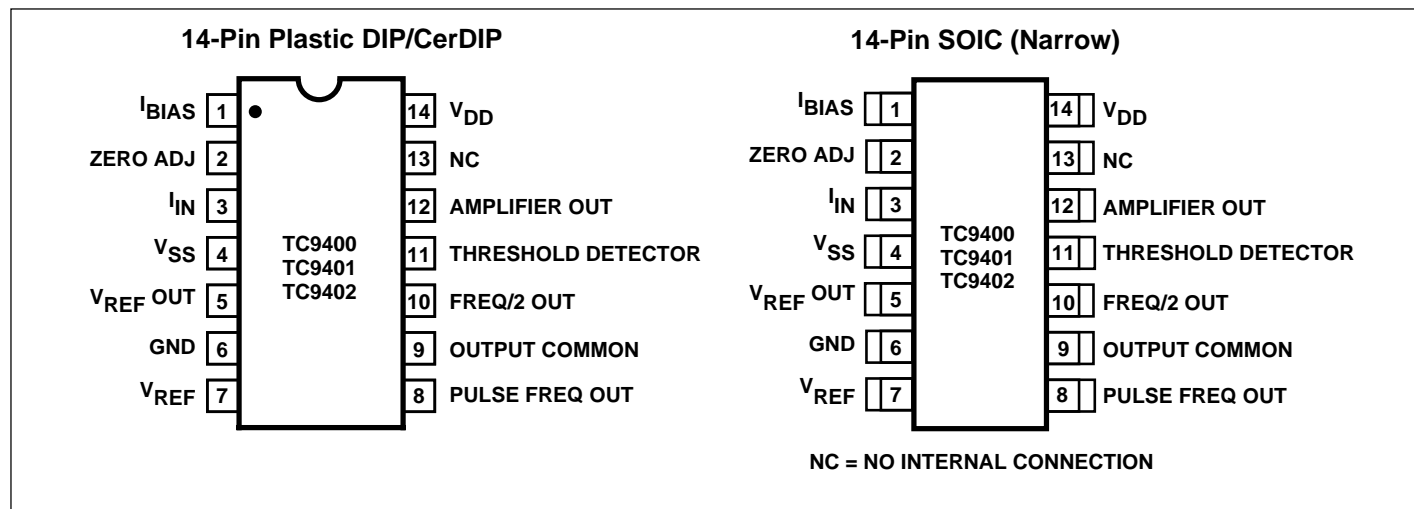 14-Pin Plastic DIP/CerDIP
IBIAS 1
ZERO ADJ 2
IIN 3
VSS 4
VREF OUT 5
GND 6
VREF 7
14 VDD
13 NC
12 AMPLIFIER OUT
11 THRESHOLD DETECTOR
10 FREQ/2 OUT
9 OUTPUT COMMON
8 PULSE FREQ OUT
TC9400
TC9401
TC9402
14-Pin SOIC (Narrow)
IBIAS 1
ZERO ADJ 2
IIN 3
VSS 4
VREF OUT 5
GND 6
VREF 7
14 VDD
13 NC
12 AMPLIFIER OUT
11 THRESHOLD DETECTOR
10 FREQ/2 OUT
9 OUTPUT COMMON
8 PULSE FREQ OUT
TC9400
TC9401
TC9402
NC = NO INTERNAL CONNECTION